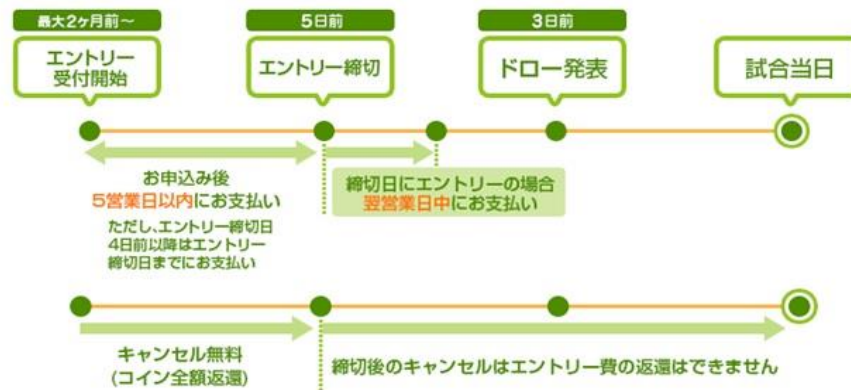 最大2ヶ月前～
エントリー
受付開始
5日前
エントリー締切
3日前
ドロー発表
試合当日
お申込み後
5営業日以内にお支払い
ただし、エントリー締切日
4日前以降はエントリー
締切日までにお支払い
締切日にエントリーの場合
翌営業日中にお支払い
キャンセル無料
(コイン全額返還)
締切後のキャンセルはエントリー費の返還はできません